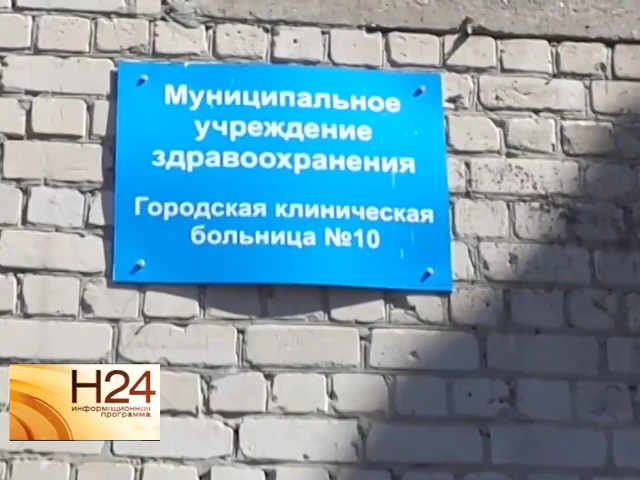 Муниципальное
учреждение
здравоохранения
Городская клиническая
больница №10
Н24
информационная
программа